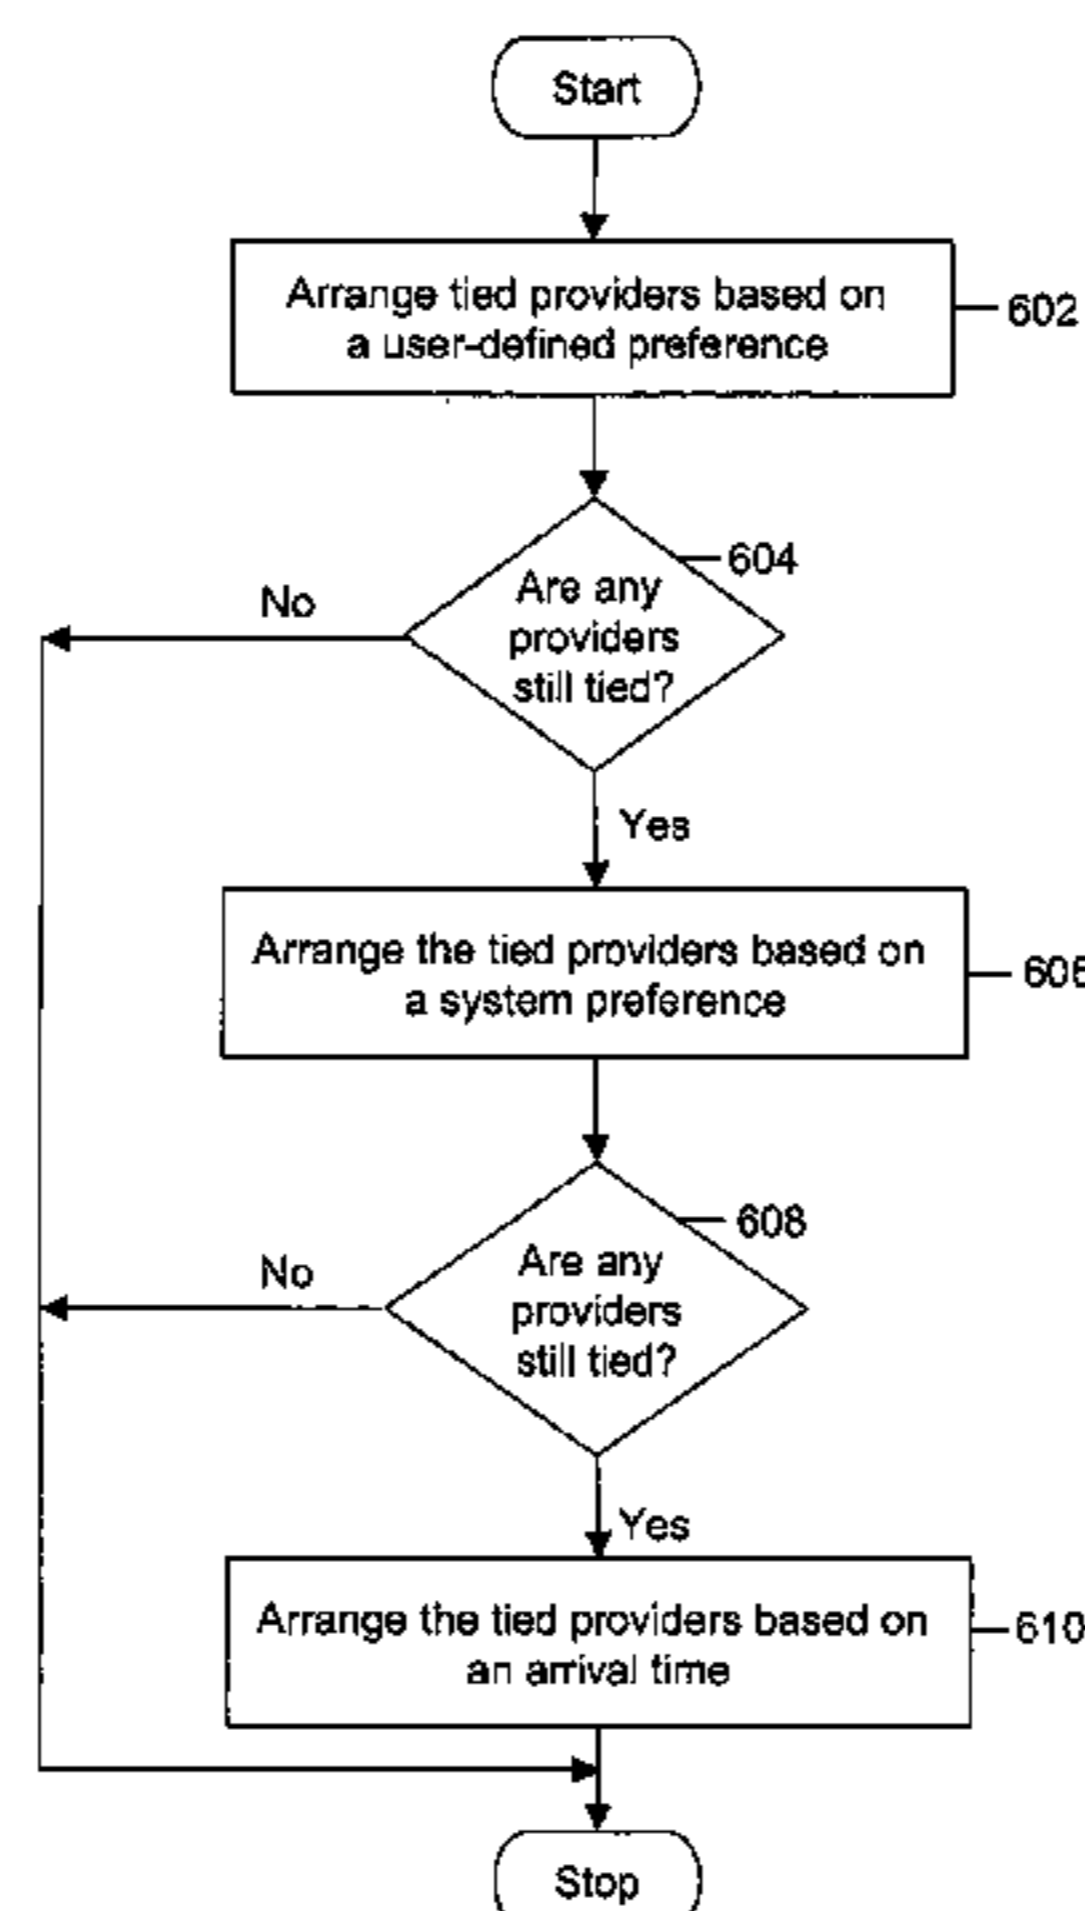 Start
Arrange tied providers based on
a user-defined preference
602
604
Are any
providers
still tied?
No
Yes
Arrange the tied providers based on
a system preference
606
608
Are any
providers
still tied?
No
Yes
Arrange the tied providers based on
an arrival time
610
Stop